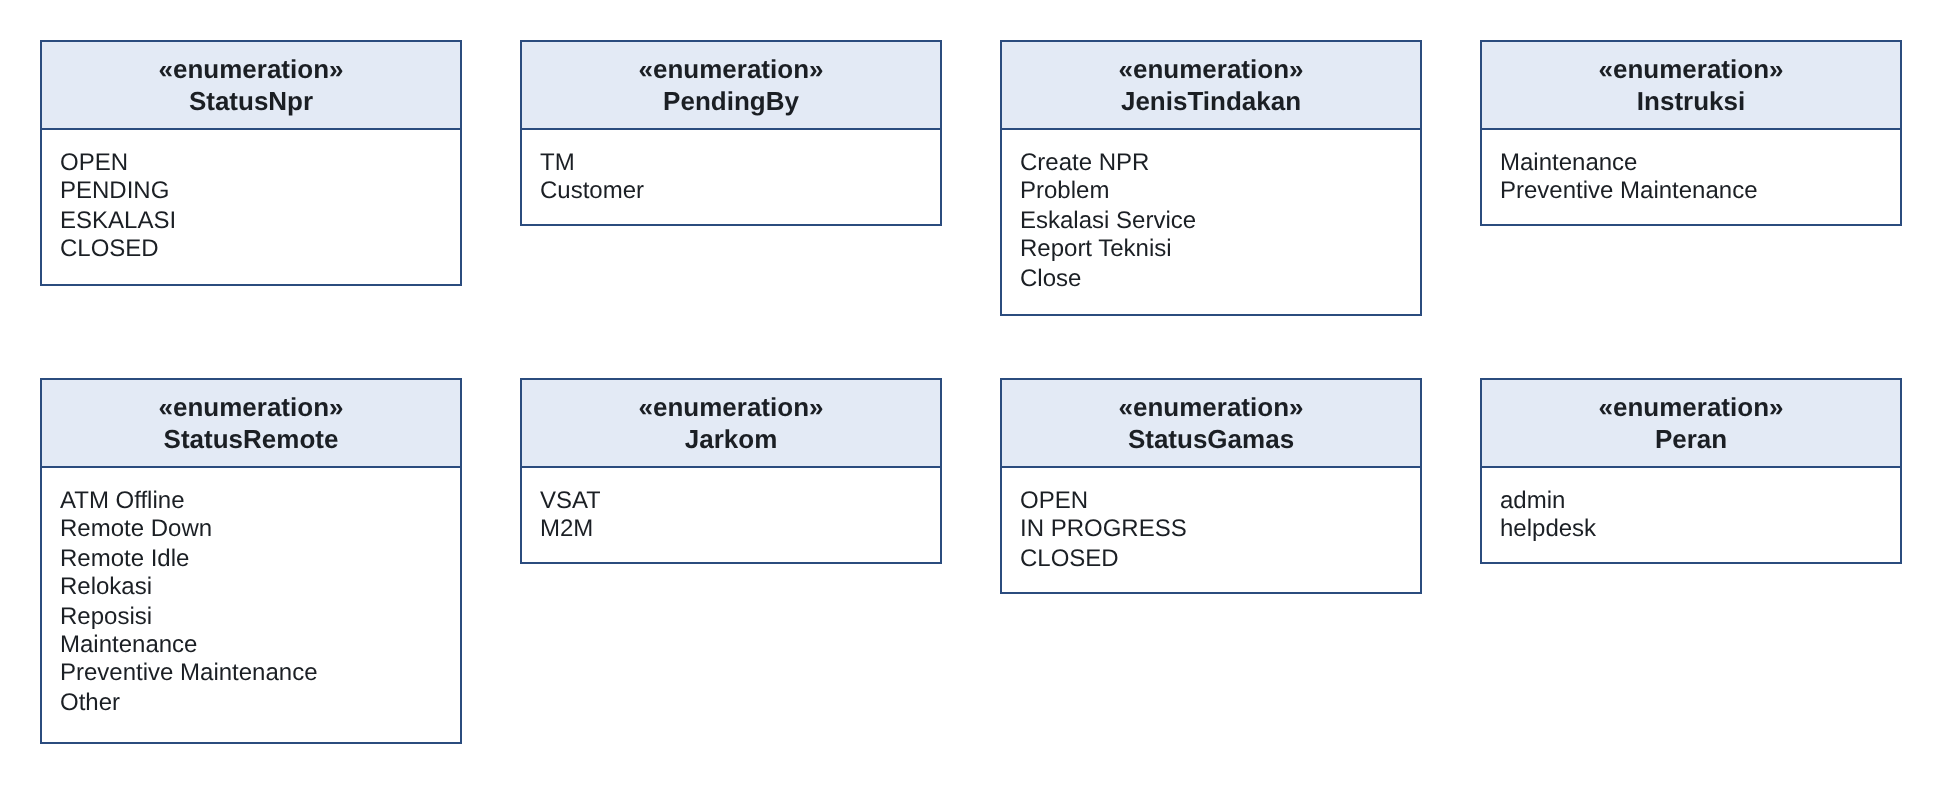 «enumeration»
StatusNpr
OPEN
PENDING
ESKALASI
CLOSED
«enumeration»
PendingBy
TM
Customer
«enumeration»
JenisTindakan
Create NPR
Problem
Eskalasi Service
Report Teknisi
Close
«enumeration»
Instruksi
Maintenance
Preventive Maintenance
«enumeration»
StatusRemote
ATM Offline
Remote Down
Remote Idle
Relokasi
Reposisi
Maintenance
Preventive Maintenance
Other
«enumeration»
Jarkom
VSAT
M2M
«enumeration»
StatusGamas
OPEN
IN PROGRESS
CLOSED
«enumeration»
Peran
admin
helpdesk